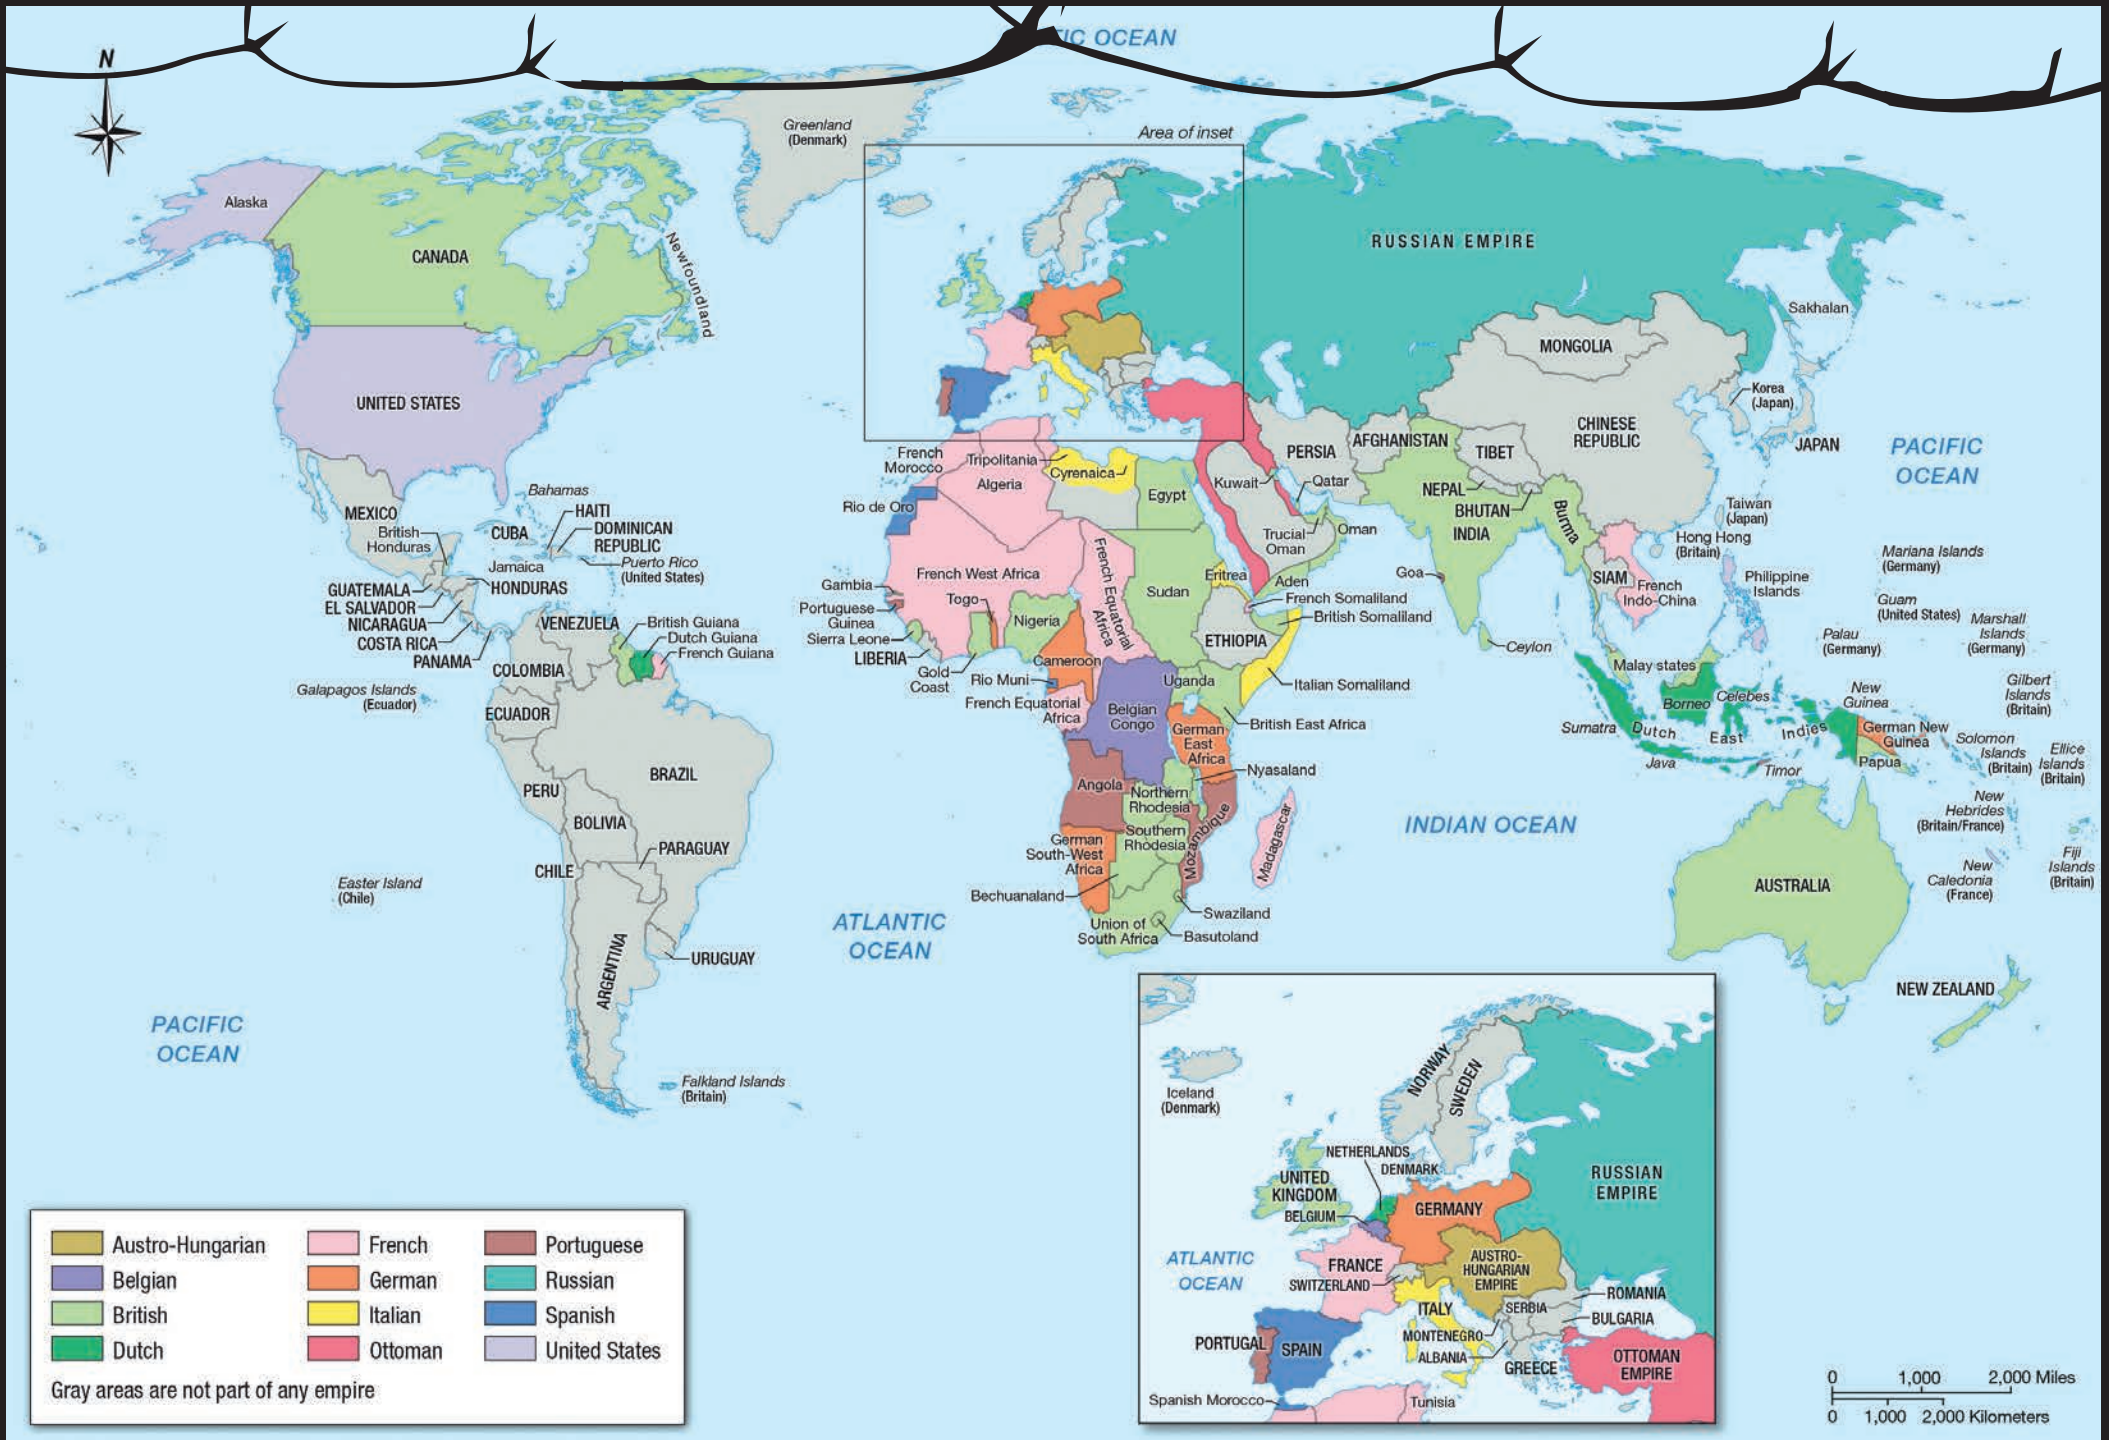 TIC OCEAN
N
Greenland
(Denmark)
Area of inset
Alaska
CANADA
Newfoundland
RUSSIAN EMPIRE
Sakhalan
MONGOLIA
UNITED STATES
Korea
(Japan)
CHINESE
REPUBLIC
JAPAN
PACIFIC
OCEAN
AFGHANISTAN
PERSIA
TIBET
French
Morocco
Tripolitania
Cyrenaica
Algeria
Egypt
Kuwait
Qatar
NEPAL
BHUTAN
Burma
INDIA
Rio de Oro
Bahamas
HAITI
MEXICO
CUBA
DOMINICAN
REPUBLIC
British
Honduras
Jamaica
Puerto Rico
(United States)
GUATEMALA
HONDURAS
EL SALVADOR
NICARAGUA
COSTA RICA
PANAMA
VENEZUELA
British Guiana
Dutch Guiana
French Guiana
COLOMBIA
Trucial
Oman
Oman
Taiwan
(Japan)
Hong Hong
(Britain)
French West Africa
French Equatorial
Africa
Gambia
Togo
Portuguese
Guinea
Sierra Leone
LIBERIA
Nigeria
Sudan
Eritrea
Aden
French Somaliland
British Somaliland
ETHIOPIA
Goa
SIAM
French
Indo-China
Philippine
Islands
Mariana Islands
(Germany)
Guam
(United States)
Marshall
Islands
(Germany)
Palau
(Germany)
Ceylon
Malay states
Gold
Coast
Cameroon
Rio Muni
French Equatorial
Africa
Uganda
Italian Somaliland
Belgian
Congo
British East Africa
German
East
Africa
Galapagos Islands
(Ecuador)
ECUADOR
New
Guinea
Gilbert
Islands
(Britain)
Borneo
Celebes
Sumatra
Dutch
East
Indies
German New
Guinea
Papua
Solomon
Islands
(Britain)
Ellice
Islands
(Britain)
Java
Timor
BRAZIL
PERU
BOLIVIA
PARAGUAY
CHILE
Angola
Northern
Rhodesia
Nyasaland
Southern
Rhodesia
Mozambique
Madagascar
INDIAN OCEAN
New
Hebrides
(Britain/France)
German
South-West
Africa
Bechuanaland
Swaziland
Union of
South Africa
Basutoland
Easter Island
(Chile)
ATLANTIC
OCEAN
AUSTRALIA
New
Caledonia
(France)
Fiji
Islands
(Britain)
ARGENTINA
URUGUAY
NEW ZEALAND
PACIFIC
OCEAN
Falkland Islands
(Britain)
Iceland
(Denmark)
NORWAY
SWEDEN
NETHERLANDS
DENMARK
UNITED
KINGDOM
BELGIUM
GERMANY
RUSSIAN
EMPIRE
ATLANTIC
OCEAN
FRANCE
SWITZERLAND
AUSTRO-
HUNGARIAN
EMPIRE
ROMANIA
ITALY
SERBIA
BULGARIA
MONTENEGRO
ALBANIA
PORTUGAL
SPAIN
GREECE
OTTOMAN
EMPIRE
Spanish Morocco
Tunisia
Austro-Hungarian
French
Portuguese
Belgian
German
Russian
British
Italian
Spanish
Dutch
Ottoman
United States
Gray areas are not part of any empire
0 1,000 2,000 Miles
0 1,000 2,000 Kilometers